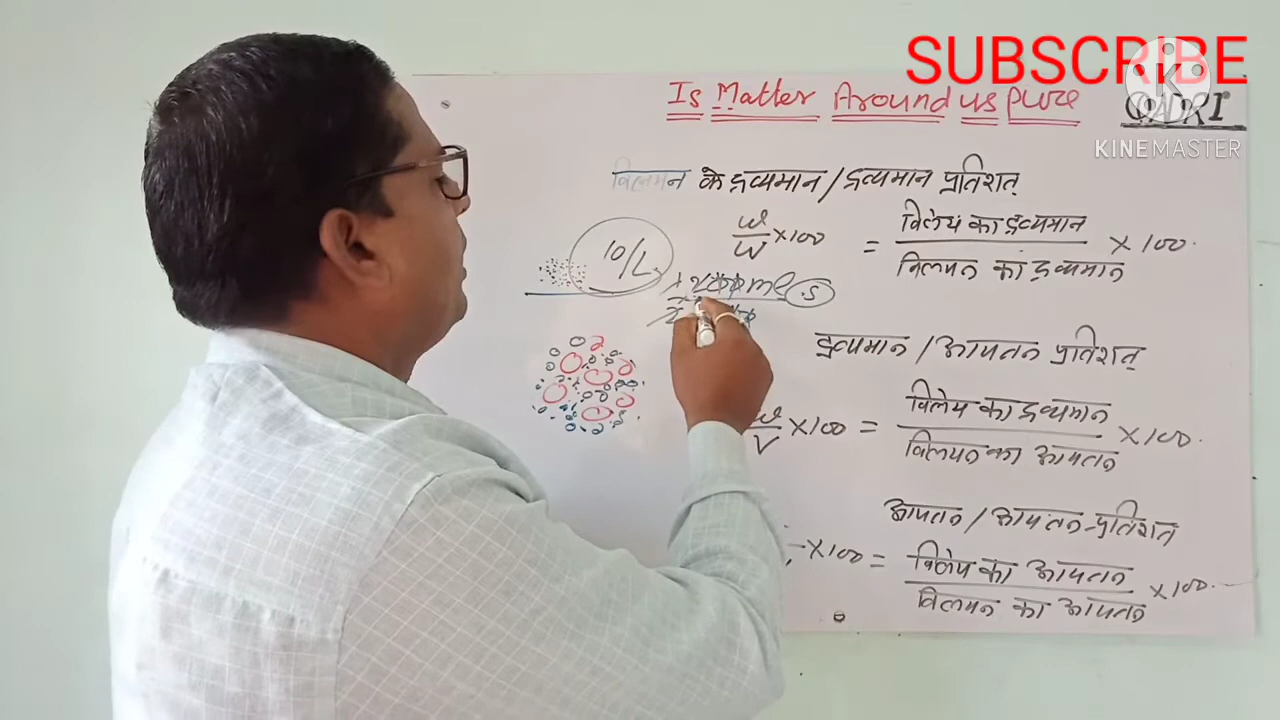 SUBSCRIBE
Is Matter Around us pure
QADRI
KINEMASTER
विलयन के द्रव्यमान / द्रव्यमान प्रतिशत्
w/W ×100 = विलेय का द्रव्यमान / विलयन का द्रव्यमान × 100.
10/L
द्रव्यमान / आयतन प्रतिशत्
w/V ×100 = विलेय का द्रव्यमान / विलयन का आयतन ×100.
आयतन / आयतन प्रतिशत
×100 = विलेय का आयतन / विलयन का आयतन ×100.